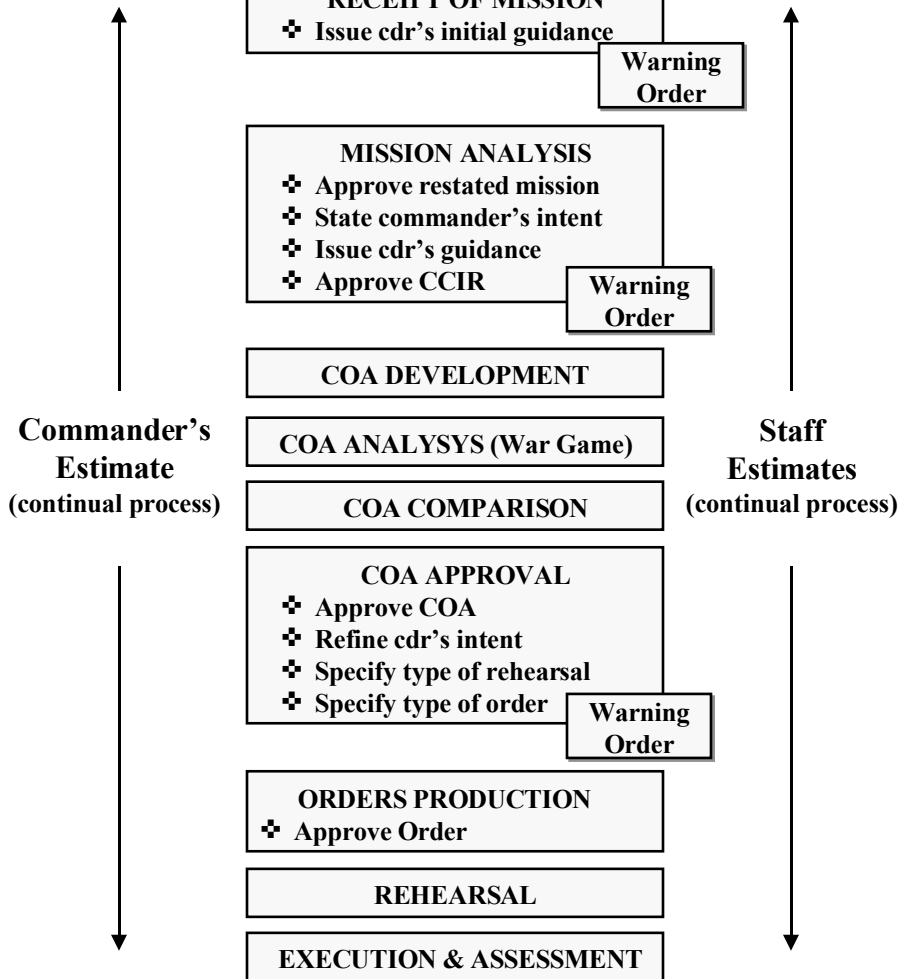 RECEIPT OF MISSION
❖ Issue cdr's initial guidance
Warning
Order
MISSION ANALYSIS
❖ Approve restated mission
❖ State commander's intent
❖ Issue cdr's guidance
❖ Approve CCIR
Warning
Order
COA DEVELOPMENT
Commander's
Estimate
(continual process)
COA ANALYSYS (War Game)
Staff
Estimates
(continual process)
COA COMPARISON
COA APPROVAL
❖ Approve COA
❖ Refine cdr's intent
❖ Specify type of rehearsal
❖ Specify type of order
Warning
Order
ORDERS PRODUCTION
❖ Approve Order
REHEARSAL
EXECUTION & ASSESSMENT